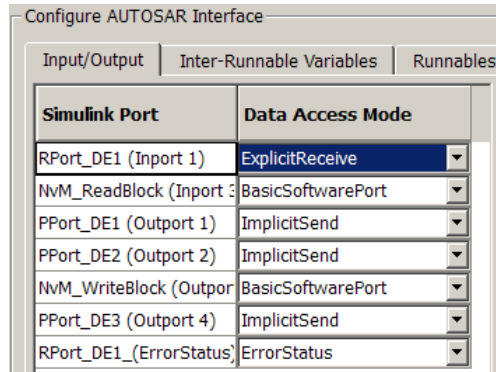 Configure AUTOSAR Interface
Input/Output Inter-Runnable Variables Runnables
Simulink Port Data Access Mode
RPort_DE1 (Inport 1) ExplicitReceive
NvM_ReadBlock (Inport 3 BasicSoftwarePort
PPort_DE1 (Outport 1) ImplicitSend
PPort_DE2 (Outport 2) ImplicitSend
NvM_WriteBlock (Outpor BasicSoftwarePort
PPort_DE3 (Outport 4) ImplicitSend
RPort_DE1_(ErrorStatus) ErrorStatus